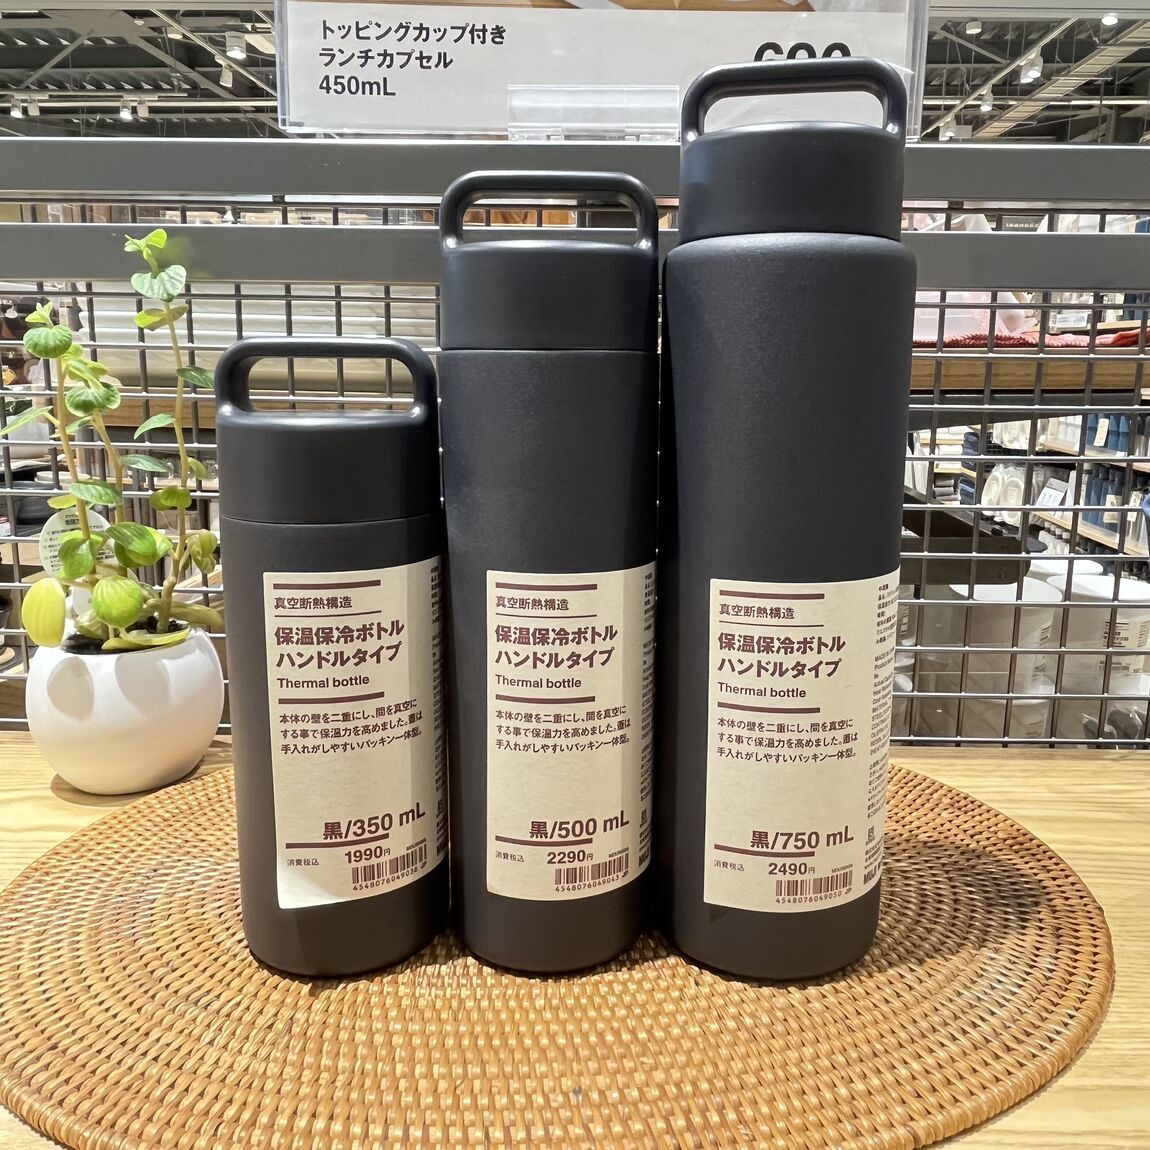 トッピングカップ付き
ランチカプセル
450mL
真空断熱構造
保温保冷ボトル
ハンドルタイプ
Thermal bottle
本体の壁を二重にし、間を真空に
する事で保温力を高めました。蓋は
手入れがしやすいパッキン一体型。
黒/350 mL
消費税込 1990円
4548076049036
真空断熱構造
保温保冷ボトル
ハンドルタイプ
Thermal bottle
本体の壁を二重にし、間を真空に
する事で保温力を高めました。蓋は
手入れがしやすいパッキン一体型。
黒/500 mL
消費税込 2290円
4548076049043
真空断熱構造
保温保冷ボトル
ハンドルタイプ
Thermal bottle
本体の壁を二重にし、間を真空に
する事で保温力を高めました。蓋は
手入れがしやすいパッキン一体型。
黒/750 mL
消費税込 2490円
4548076049050